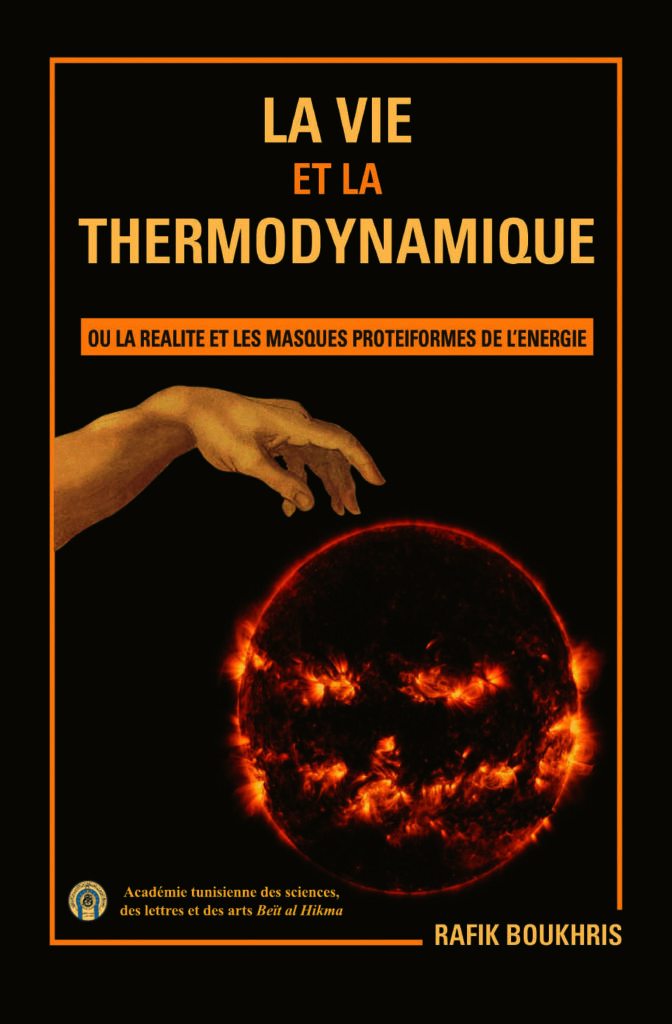 LA VIE
ET LA
THERMODYNAMIQUE
OU LA REALITE ET LES MASQUES PROTEIFORMES DE L'ENERGIE
Académie tunisienne des sciences,
des lettres et des arts Beït al Hikma
RAFIK BOUKHRIS